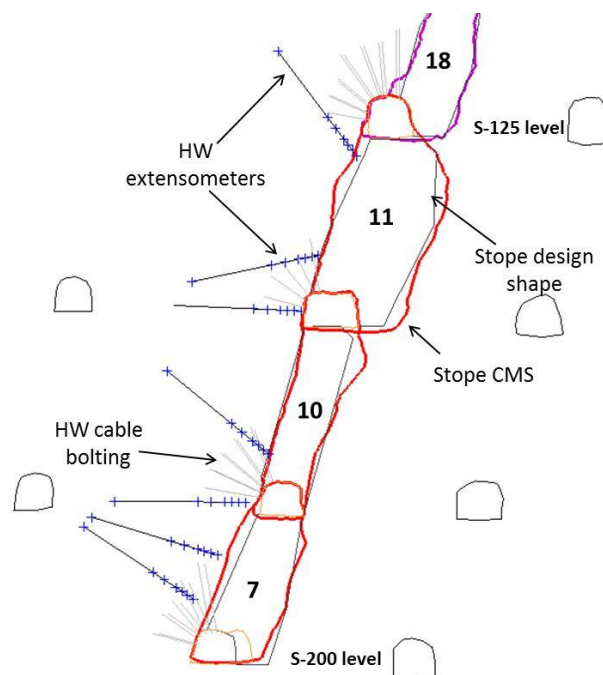 18
S-125 level
HW
extensometers
11
Stope design
shape
Stope CMS
10
HW cable
bolting
7
S-200 level